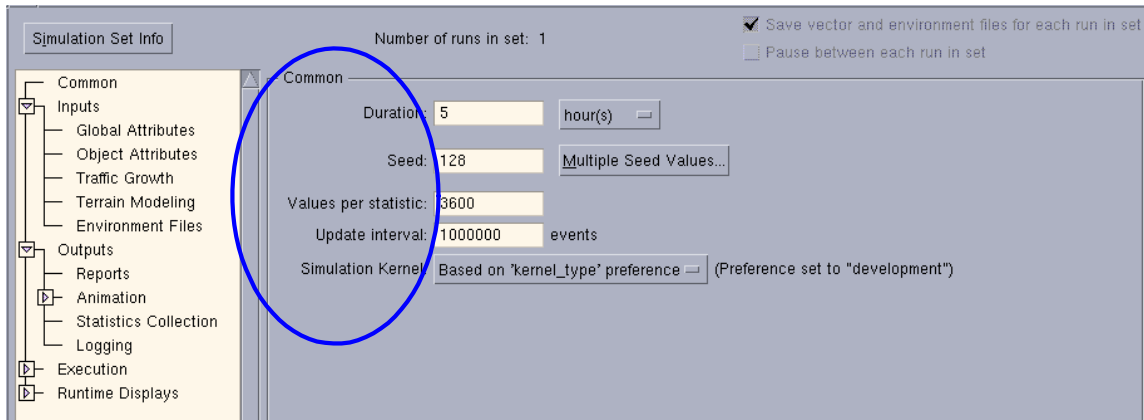 Simulation Set Info
Number of runs in set: 1
Save vector and environment files for each run in set
Pause between each run in set
Common
Inputs
Global Attributes
Object Attributes
Traffic Growth
Terrain Modeling
Environment Files
Outputs
Reports
Animation
Statistics Collection
Logging
Execution
Runtime Displays
Common
Duration: 5 hour(s)
Seed: 128 Multiple Seed Values...
Values per statistic: 3600
Update interval: 1000000 events
Simulation Kernel: Based on 'kernel_type' preference (Preference set to "development")